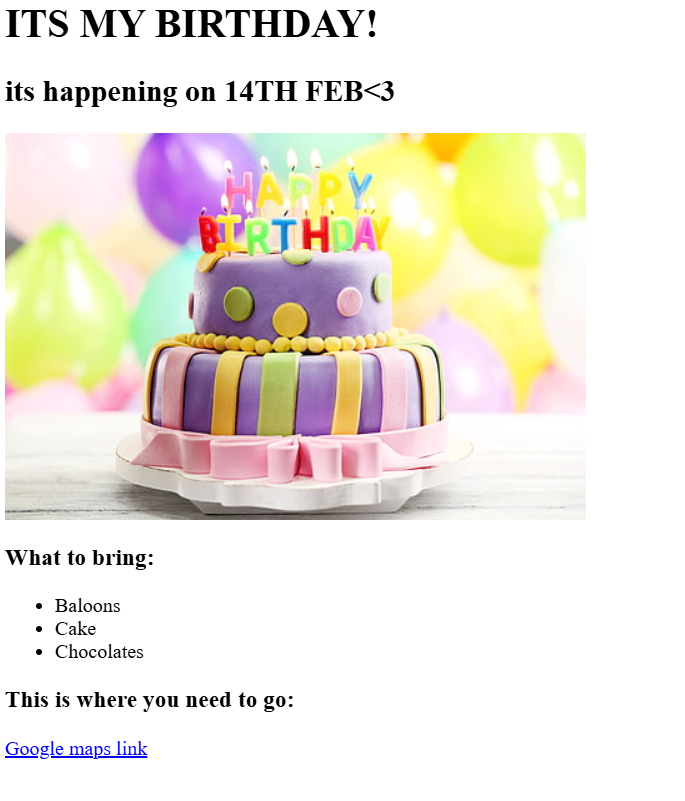 ITS MY BIRTHDAY!
its happening on 14TH FEB<3
HAPPY
BIRTHDAY
What to bring:
Baloons
Cake
Chocolates
This is where you need to go:
Google maps link